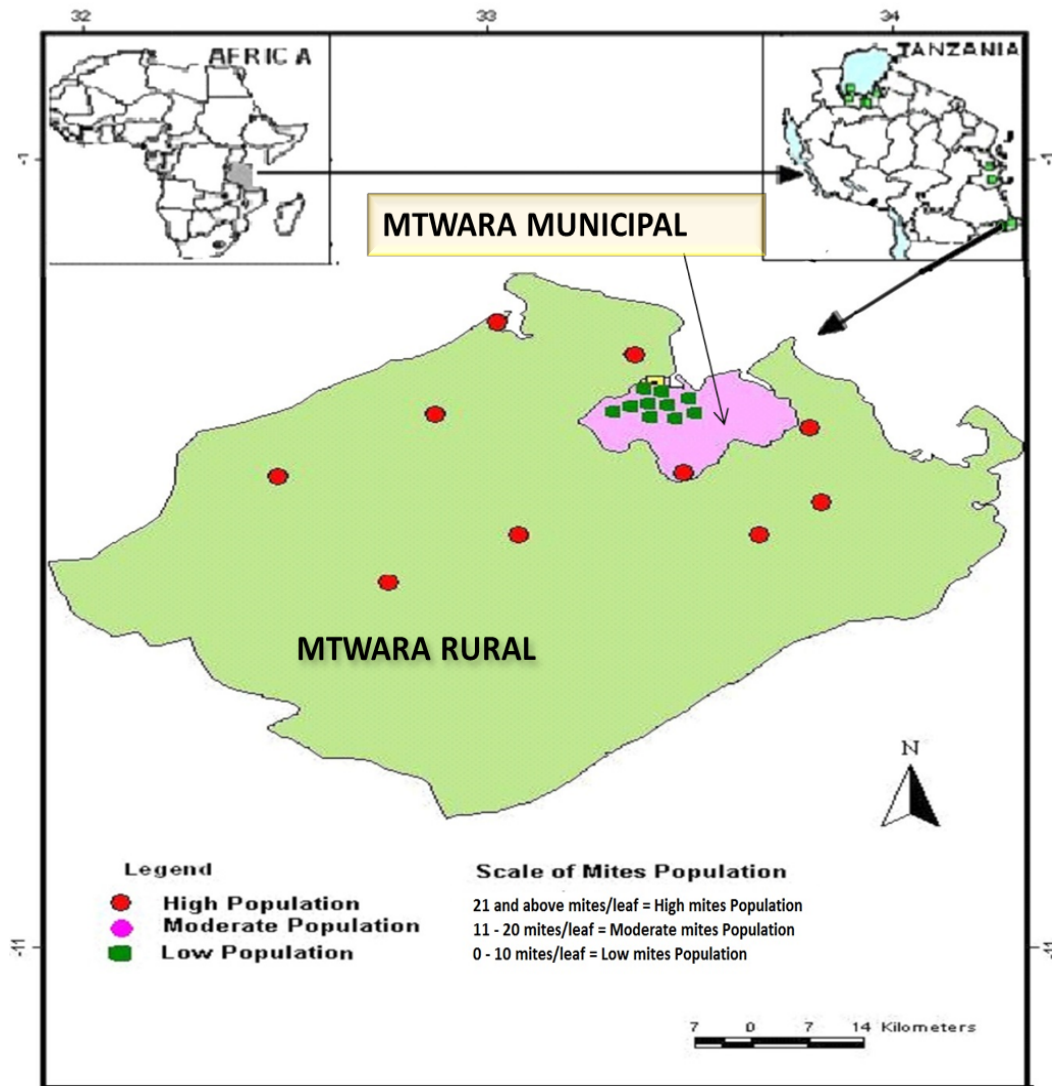 32 33 34
AFRICA
TANZANIA
-1
-1
MTWARA MUNICIPAL
MTWARA RURAL
N
Legend
High Population
Moderate Population
Low Population
Scale of Mites Population
21 and above mites/leaf = High mites Population
11 - 20 mites/leaf = Moderate mites Population
0 - 10 mites/leaf = Low mites Population
-11
-11
7 0 7 14 Kilometers